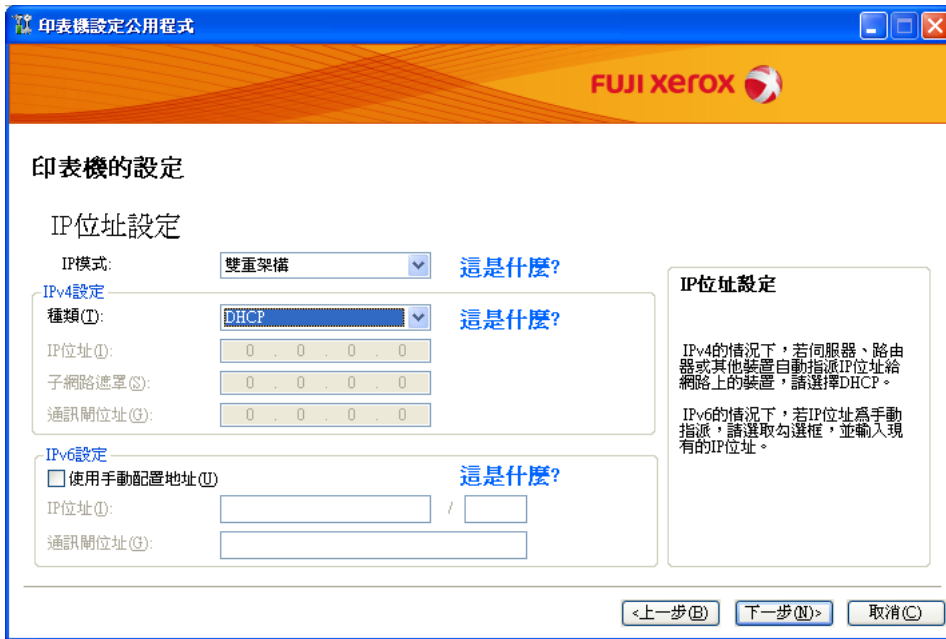 印表機設定公用程式
FUJI xerox
印表機的設定
IP位址設定
IP模式:
雙重架構
這是什麼?
IPv4設定
種類(T):
DHCP
這是什麼?
IP位址(I):
0 . 0 . 0 . 0
子網路遮罩(S):
0 . 0 . 0 . 0
通訊閘位址(G):
0 . 0 . 0 . 0
IPv6設定
使用手動配置地址(U)
這是什麼?
IP位址(I):
/
通訊閘位址(G):
IP位址設定
IPv4的情況下，若伺服器、路由
器或其他裝置自動指派IP位址給
網路上的裝置，請選擇DHCP。
IPv6的情況下，若IP位址爲手動
指派，請選取勾選框，並輸入現
有的IP位址。
<上一步(B)
下一步(N)>
取消(C)